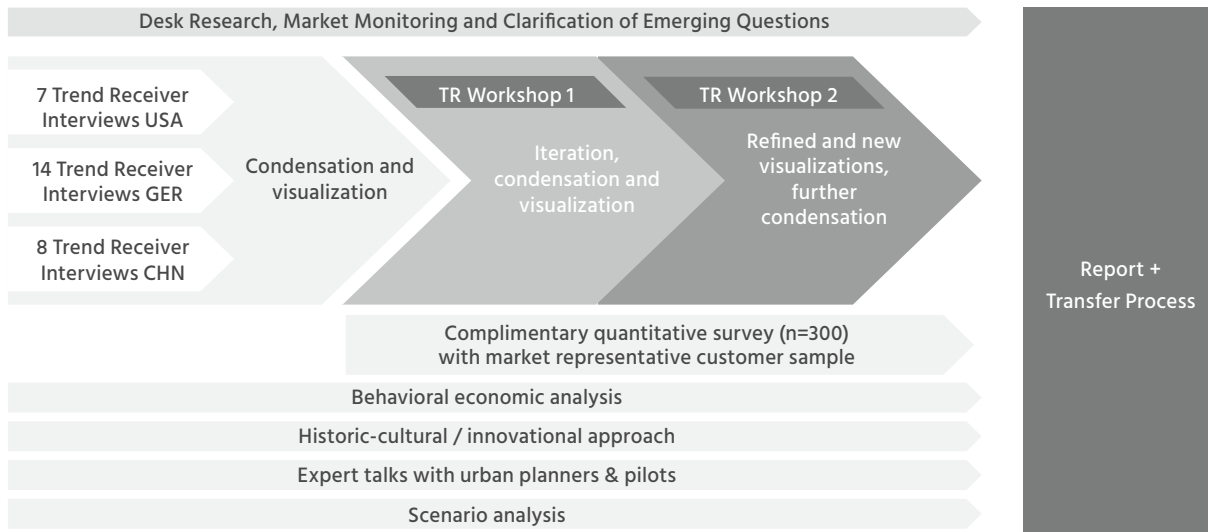 Desk Research, Market Monitoring and Clarification of Emerging Questions
7 Trend Receiver
Interviews USA
14 Trend Receiver
Interviews GER
8 Trend Receiver
Interviews CHN
Condensation and
visualization
TR Workshop 1
Iteration,
condensation and
visualization
TR Workshop 2
Refined and new
visualizations,
further
condensation
Complimentary quantitative survey (n=300)
with market representative customer sample
Behavioral economic analysis
Historic-cultural / innovational approach
Expert talks with urban planners & pilots
Scenario analysis
Report +
Transfer Process